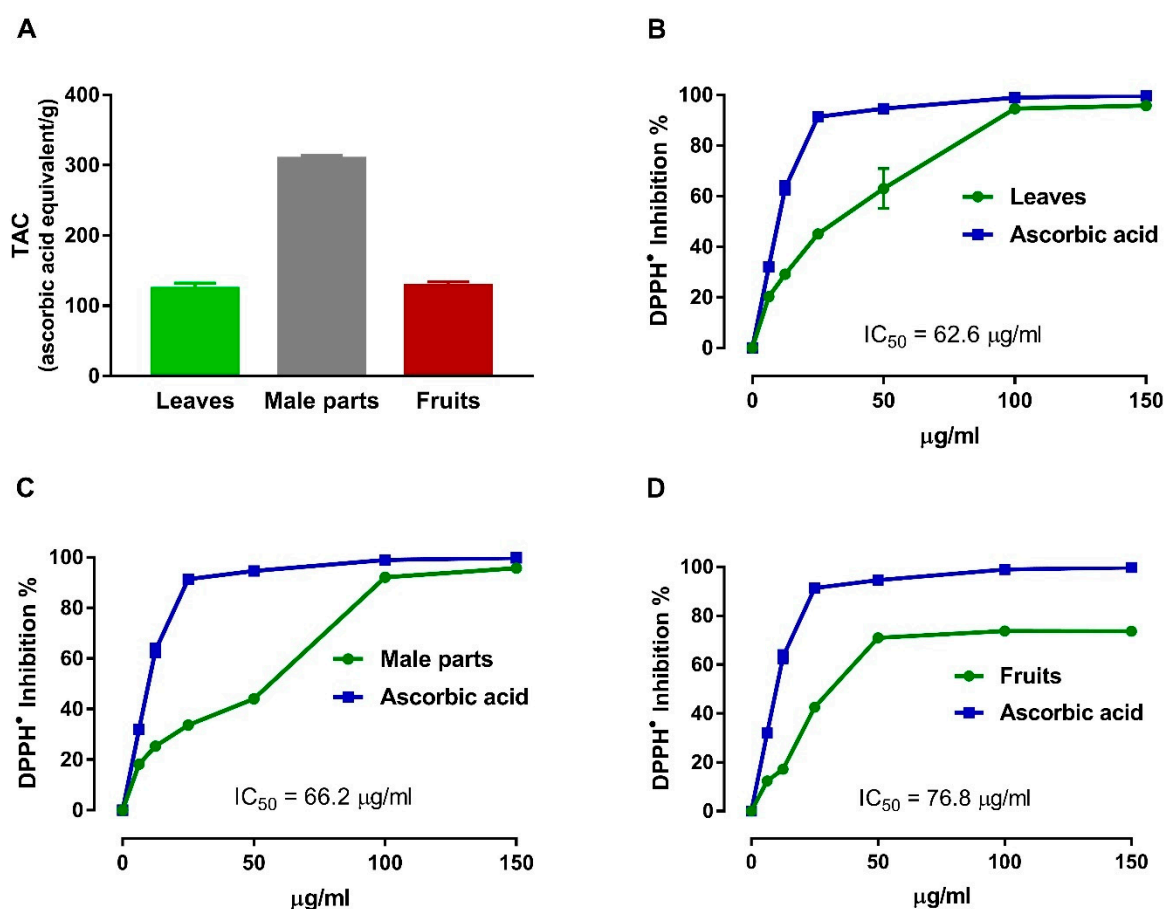 A
TAC
(ascorbic acid equivalent/g)
400
300
200
100
0
Leaves Male parts Fruits
B
DPPH• Inhibition %
100
80
60
40
20
0
Leaves
Ascorbic acid
IC50 = 62.6 μg/ml
0 50 100 150
μg/ml
C
DPPH• Inhibition %
100
80
60
40
20
0
Male parts
Ascorbic acid
IC50 = 66.2 μg/ml
0 50 100 150
μg/ml
D
DPPH• Inhibition %
100
80
60
40
20
0
Fruits
Ascorbic acid
IC50 = 76.8 μg/ml
0 50 100 150
μg/ml